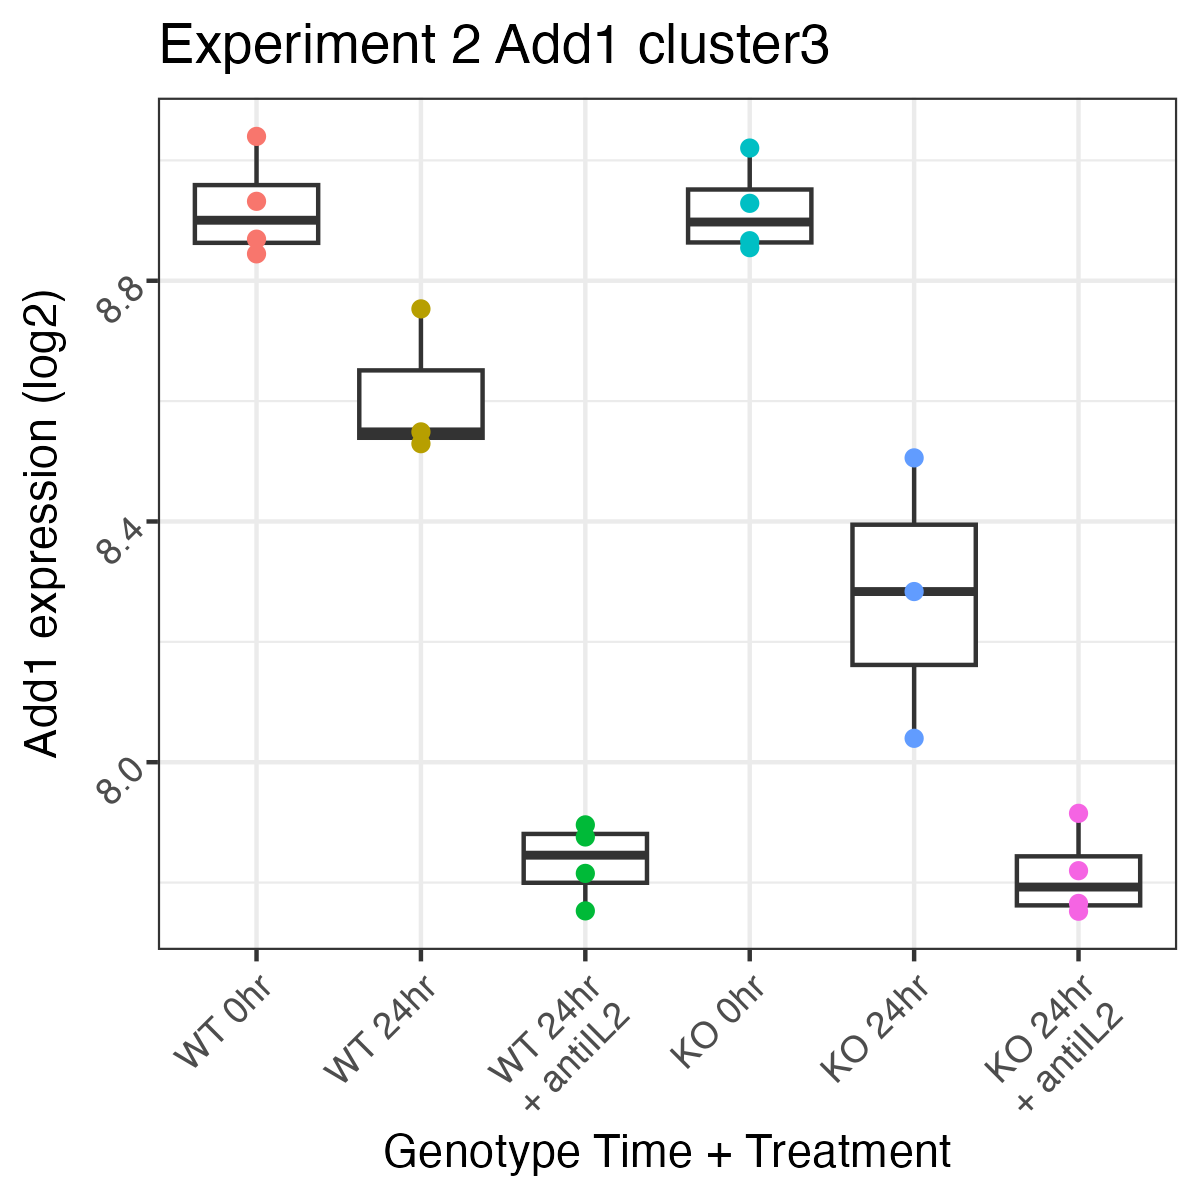 Experiment 2 Add1 cluster3
Add1 expression (log2)
8.8
8.4
8.0
WT 0hr
WT 24hr
WT 24hr
+ antiIL2
KO 0hr
KO 24hr
KO 24hr
+ antiIL2
Genotype Time + Treatment